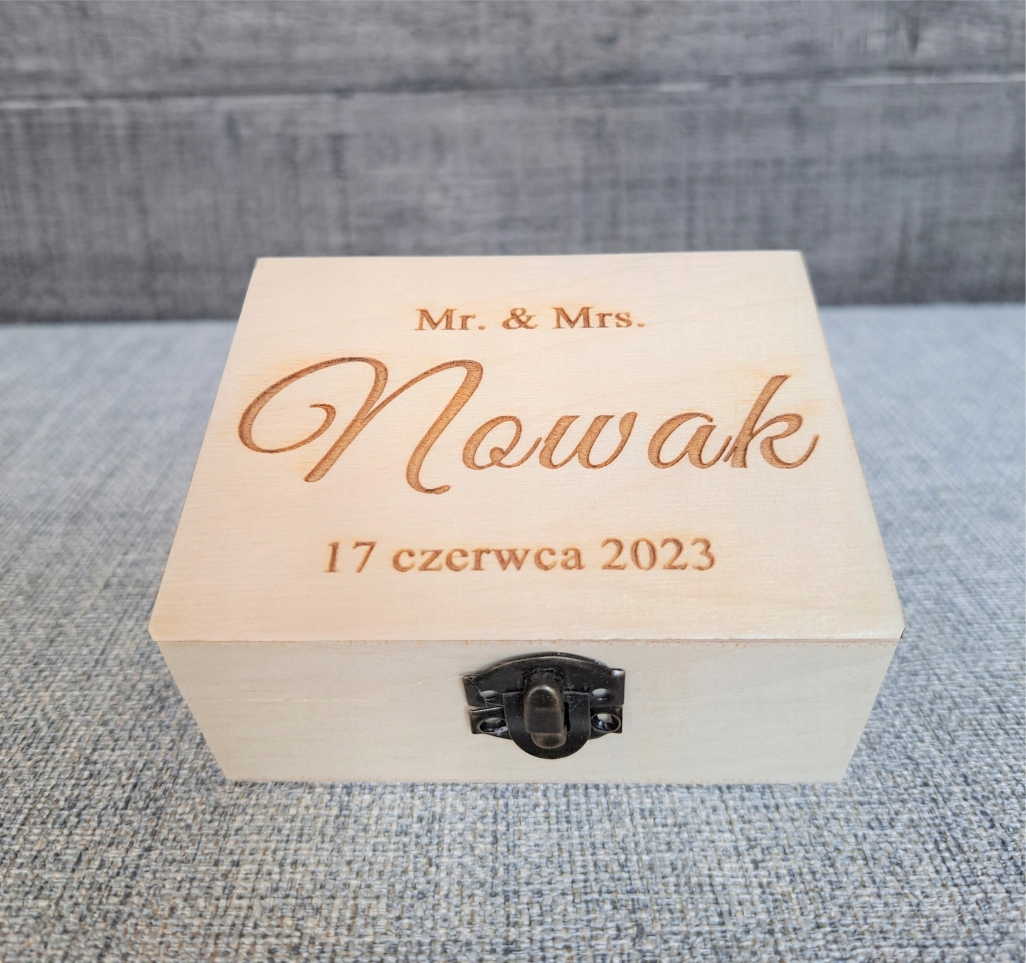 Mr. & Mrs.
Nowak
17 czerwca 2023